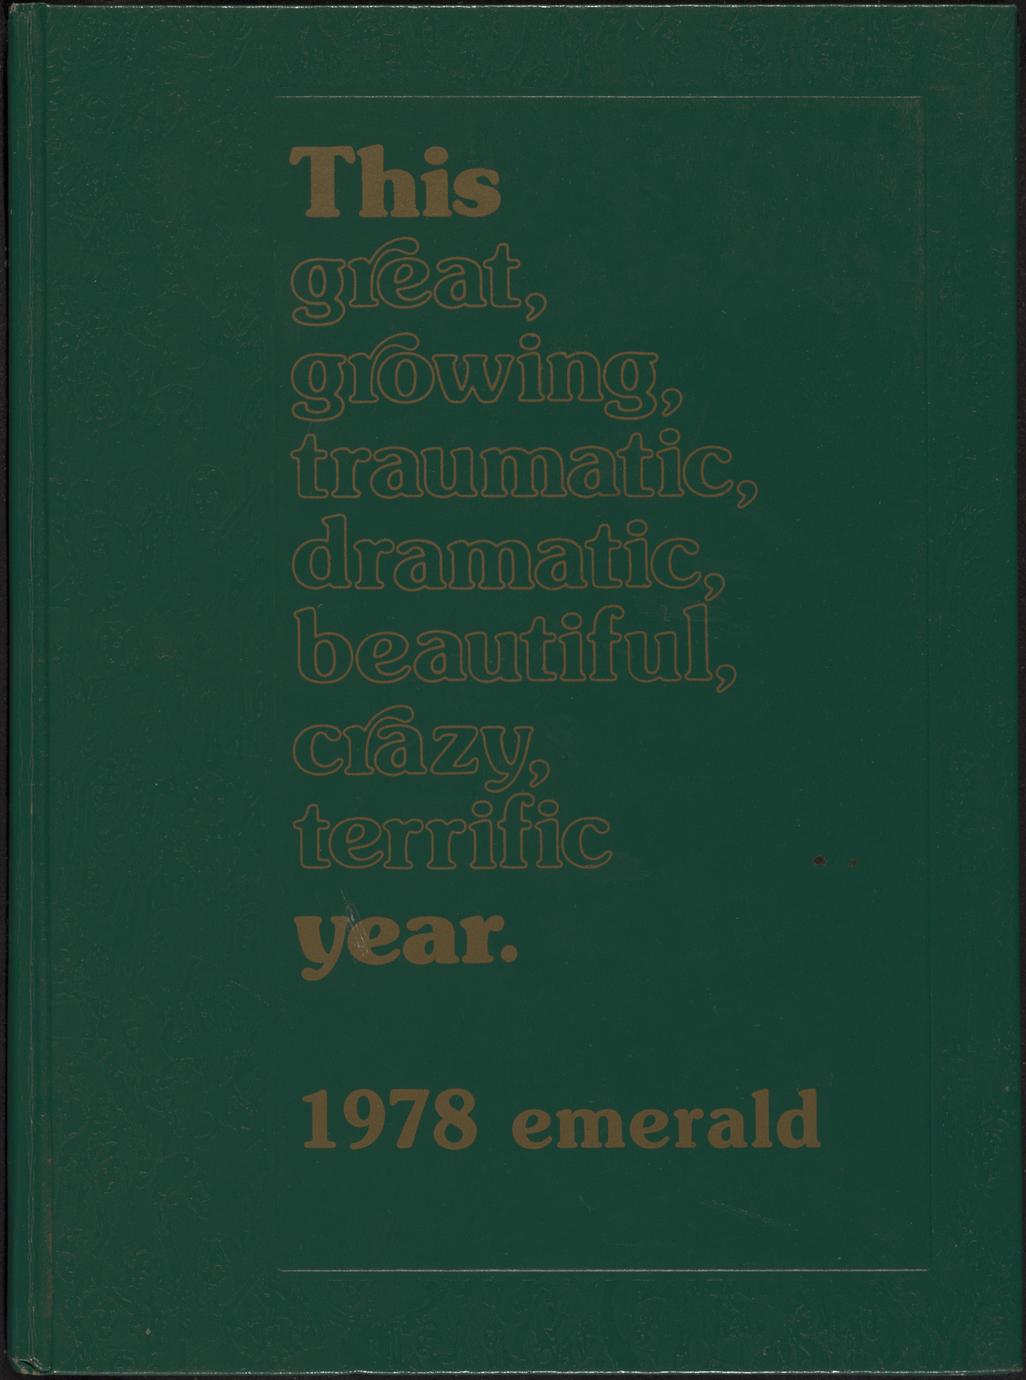 This
great,
growing,
traumatic,
dramatic,
beautiful,
crazy,
terrific
year.
1978 emerald